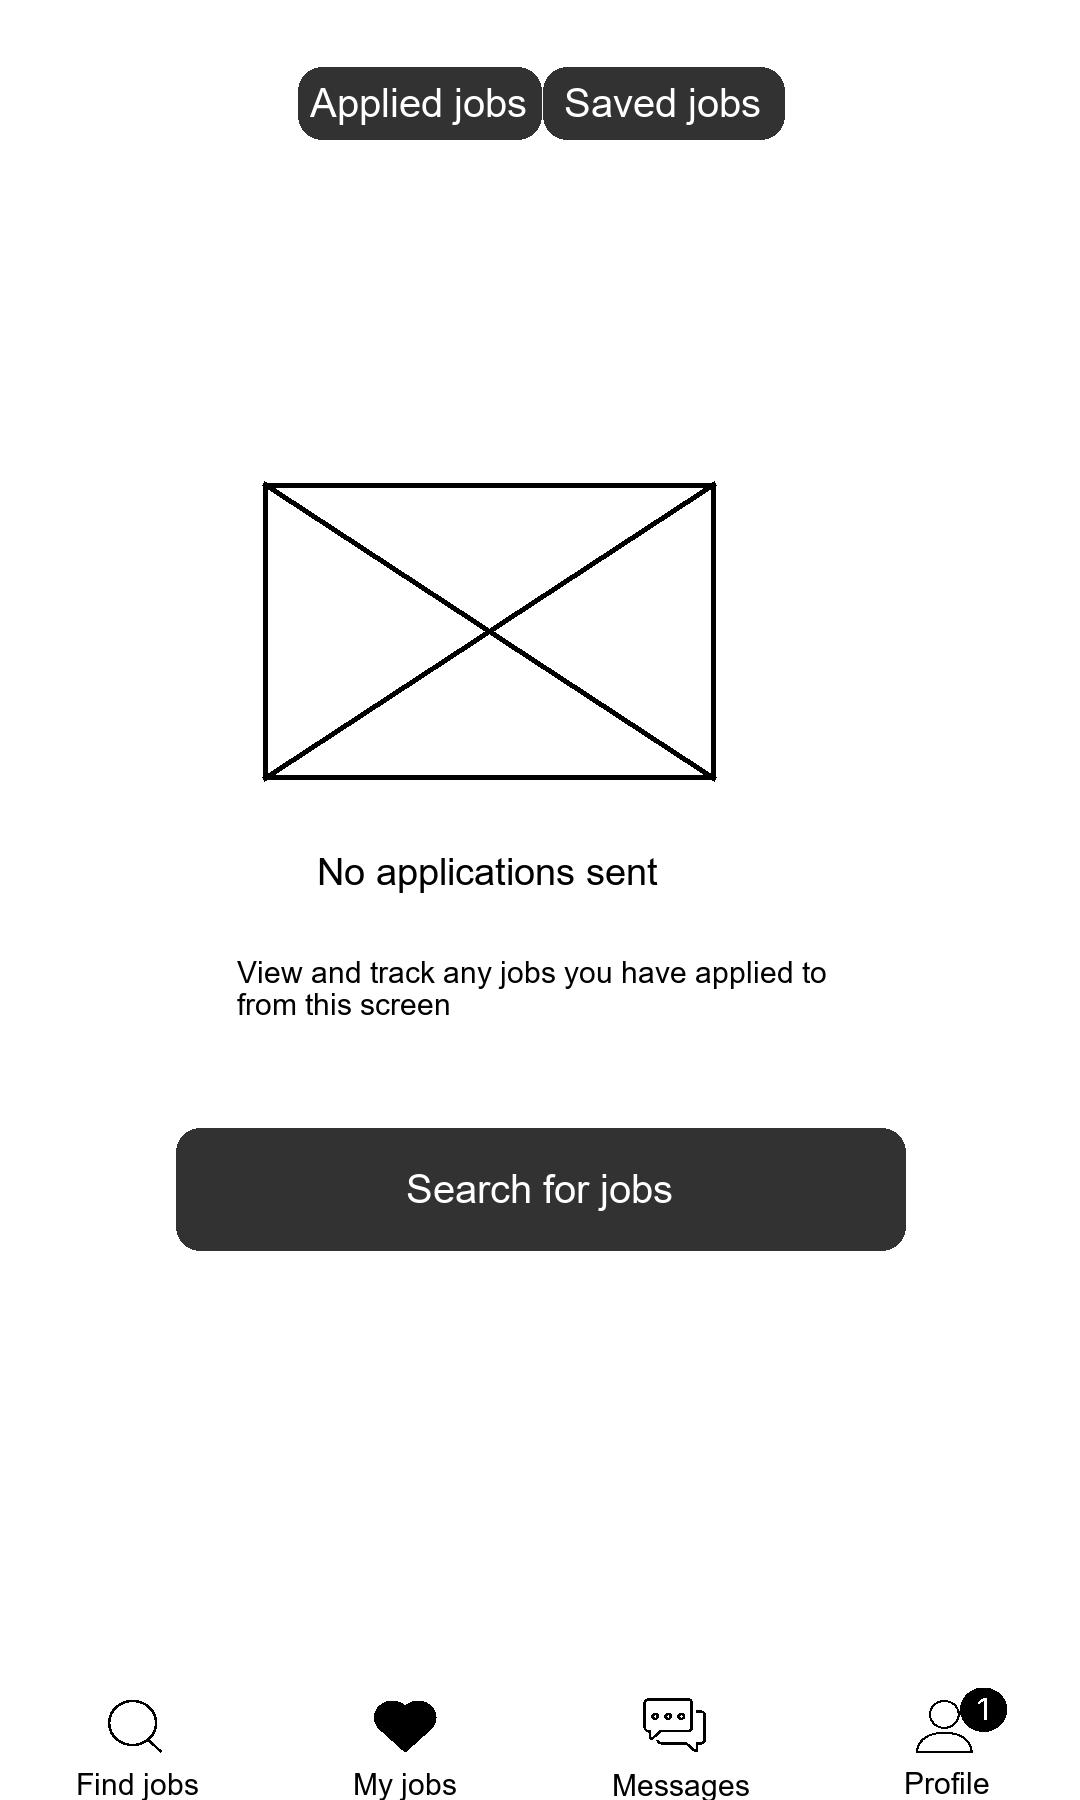 Applied jobs Saved jobs
No applications sent
View and track any jobs you have applied to
from this screen
Search for jobs
1
Find jobs My jobs Messages Profile